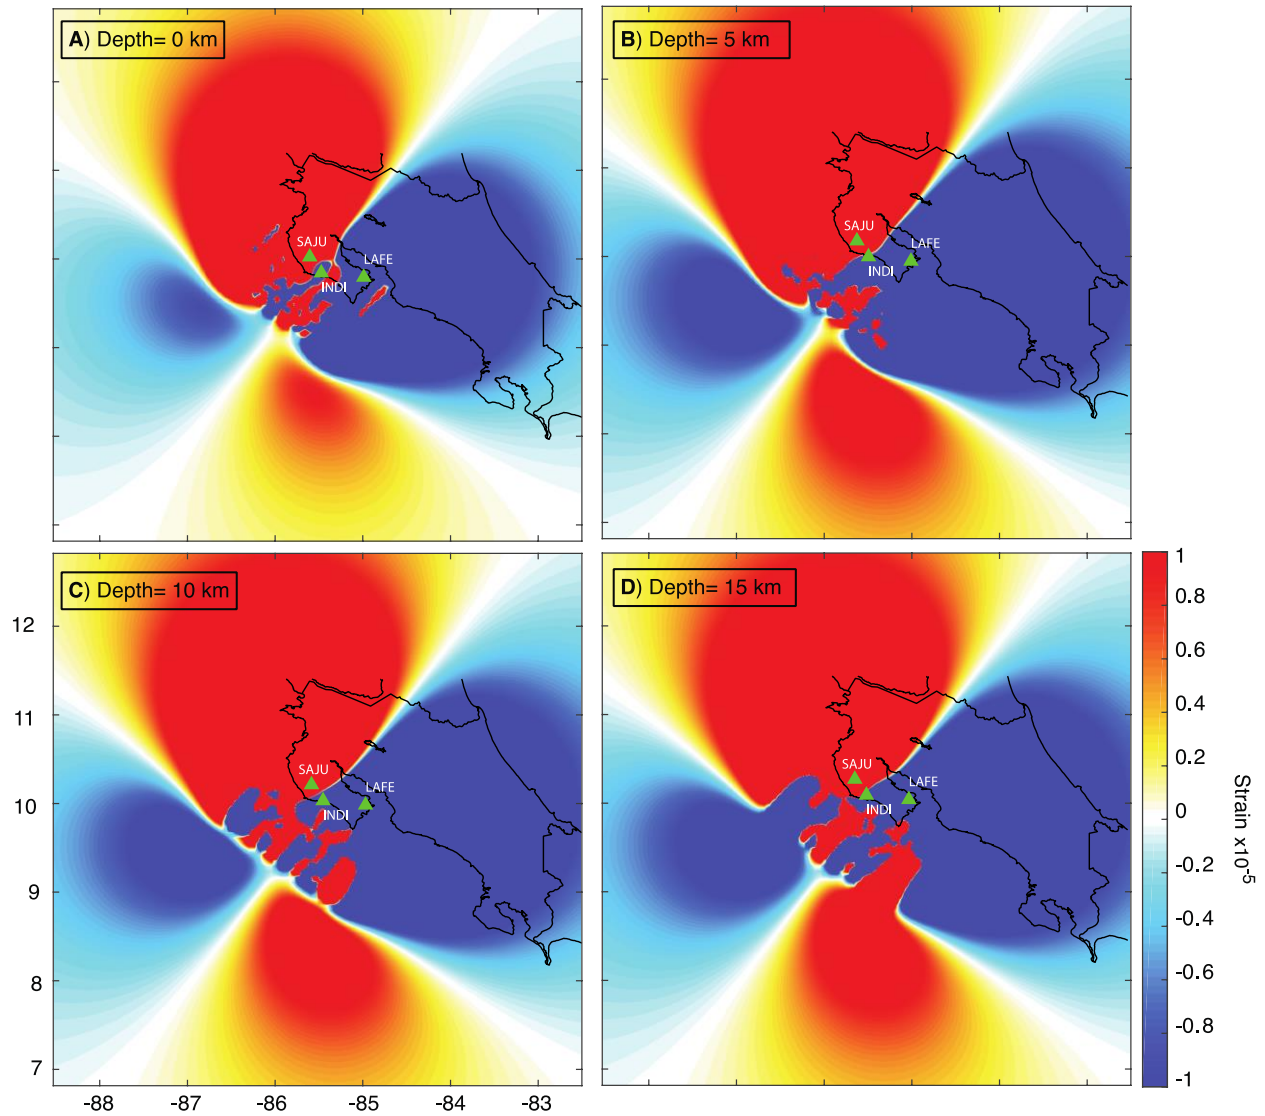 A) Depth= 0 km
SAJU
LAFE
INDI
B) Depth= 5 km
SAJU
LAFE
INDI
C) Depth= 10 km
SAJU
LAFE
INDI
D) Depth= 15 km
SAJU
LAFE
INDI
12
11
10
9
8
7
-88
-87
-86
-85
-84
-83
1
0.8
0.6
0.4
0.2
0
-0.2
-0.4
-0.6
-0.8
-1
Strain x10-5